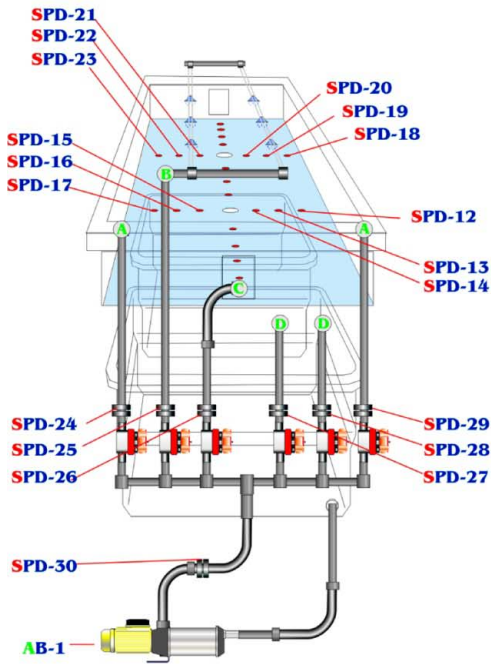 SPD-21
SPD-22
SPD-23
SPD-20
SPD-19
SPD-18
SPD-15
SPD-16
SPD-17
B
SPD-12
A
A
SPD-13
SPD-14
C
D
D
SPD-24
SPD-29
SPD-25
SPD-28
SPD-26
SPD-27
SPD-30
AB-1